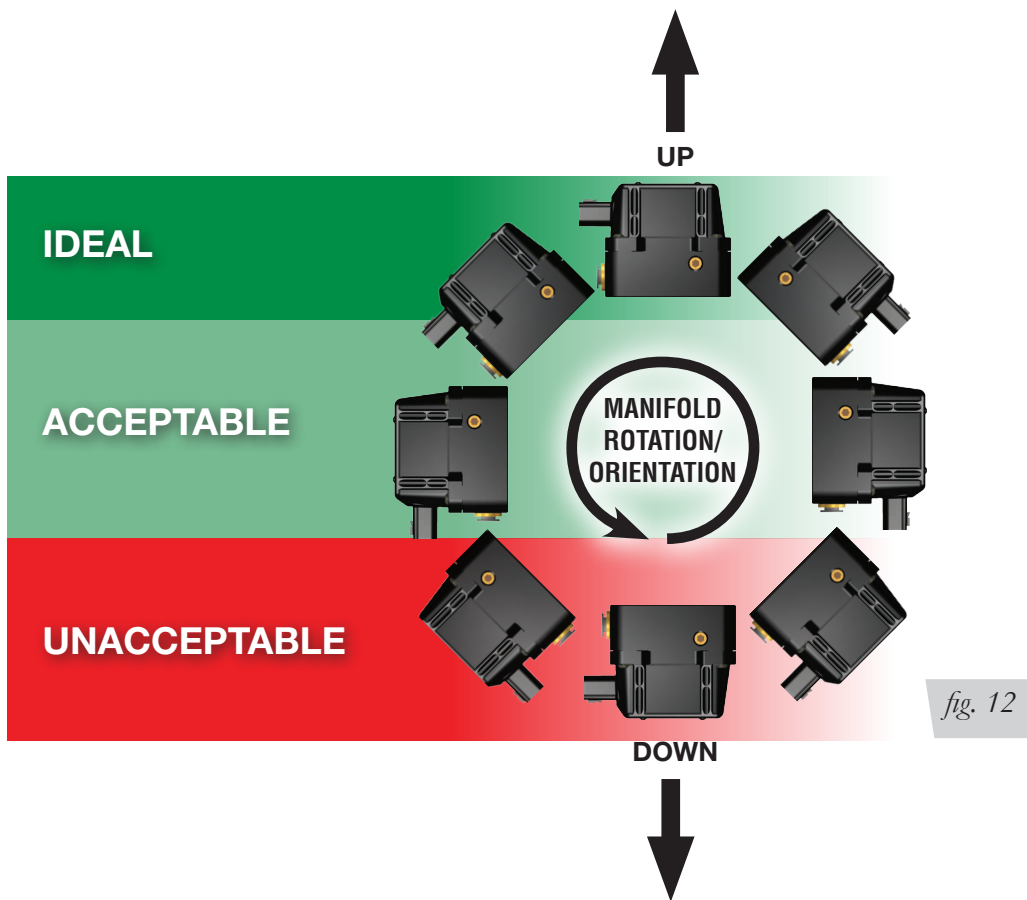 UP
IDEAL
ACCEPTABLE
MANIFOLD
ROTATION/
ORIENTATION
UNACCEPTABLE
fig. 12
DOWN